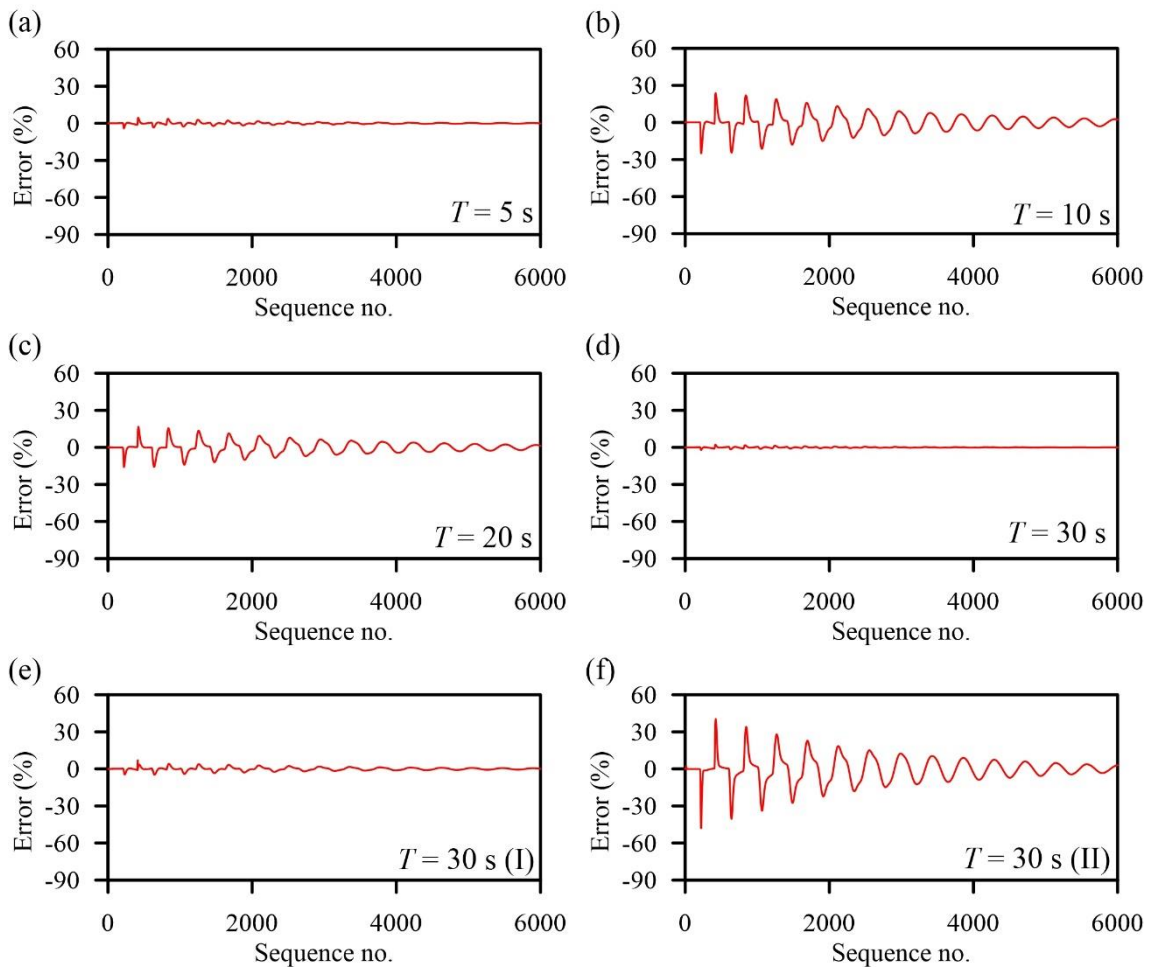 (a)
60
30
0
-30
-60
-90
Error (%)
T = 5 s
0 2000 4000 6000
Sequence no.
(b)
60
30
0
-30
-60
-90
Error (%)
T = 10 s
0 2000 4000 6000
Sequence no.
(c)
60
30
0
-30
-60
-90
Error (%)
T = 20 s
0 2000 4000 6000
Sequence no.
(d)
60
30
0
-30
-60
-90
Error (%)
T = 30 s
0 2000 4000 6000
Sequence no.
(e)
60
30
0
-30
-60
-90
Error (%)
T = 30 s (I)
0 2000 4000 6000
Sequence no.
(f)
60
30
0
-30
-60
-90
Error (%)
T = 30 s (II)
0 2000 4000 6000
Sequence no.